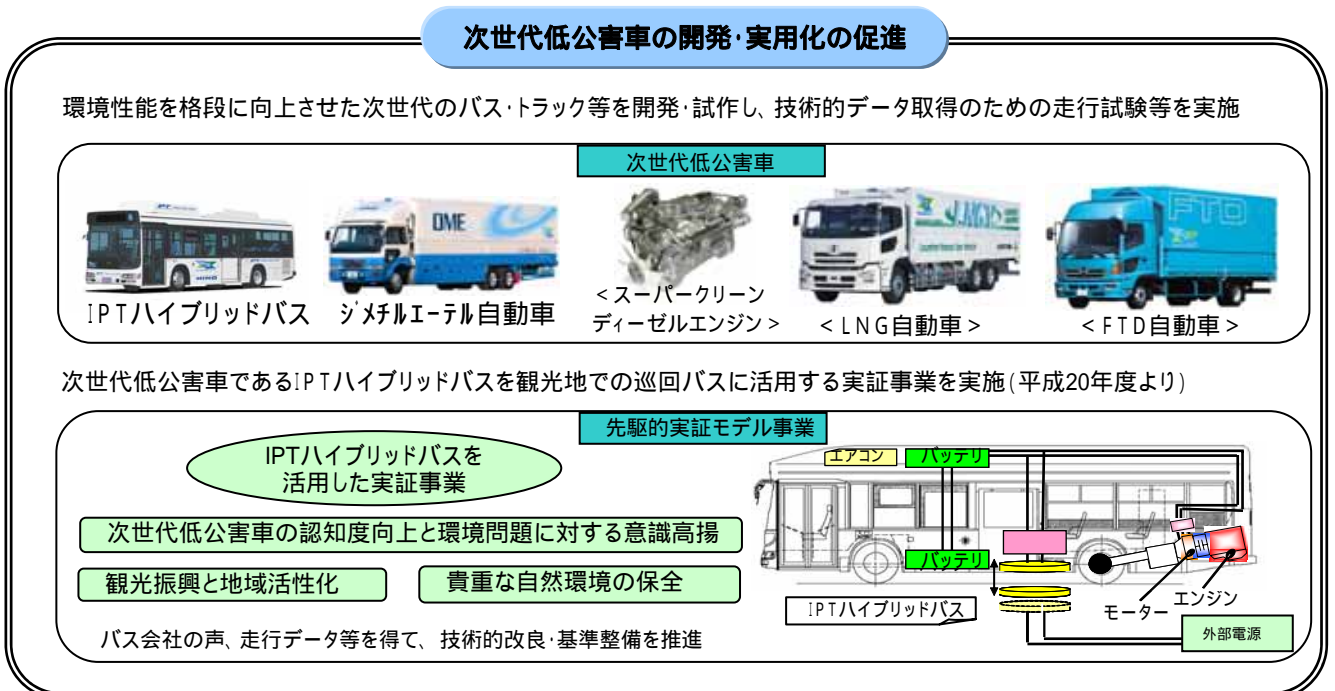 次世代低公害車の開発･実用化の促進
環境性能を格段に向上させた次世代のバス･トラック等を開発･試作し、技術的データ取得のための走行試験等を実施
次世代低公害車
DME
FTD
IPTハイブリッドバス
ジメチルエーテル自動車
<スーパークリーン
ディーゼルエンジン>
<LNG自動車>
<FTD自動車>
次世代低公害車であるIPTハイブリッドバスを観光地での巡回バスに活用する実証事業を実施(平成20年度より)
先駆的実証モデル事業
IPTハイブリッドバスを
活用した実証事業
次世代低公害車の認知度向上と環境問題に対する意識高揚
観光振興と地域活性化
貴重な自然環境の保全
バス会社の声、走行データ等を得て、技術的改良･基準整備を推進
エアコン
バッテリ
バッテリ
IPTハイブリッドバス
モーター
エンジン
外部電源